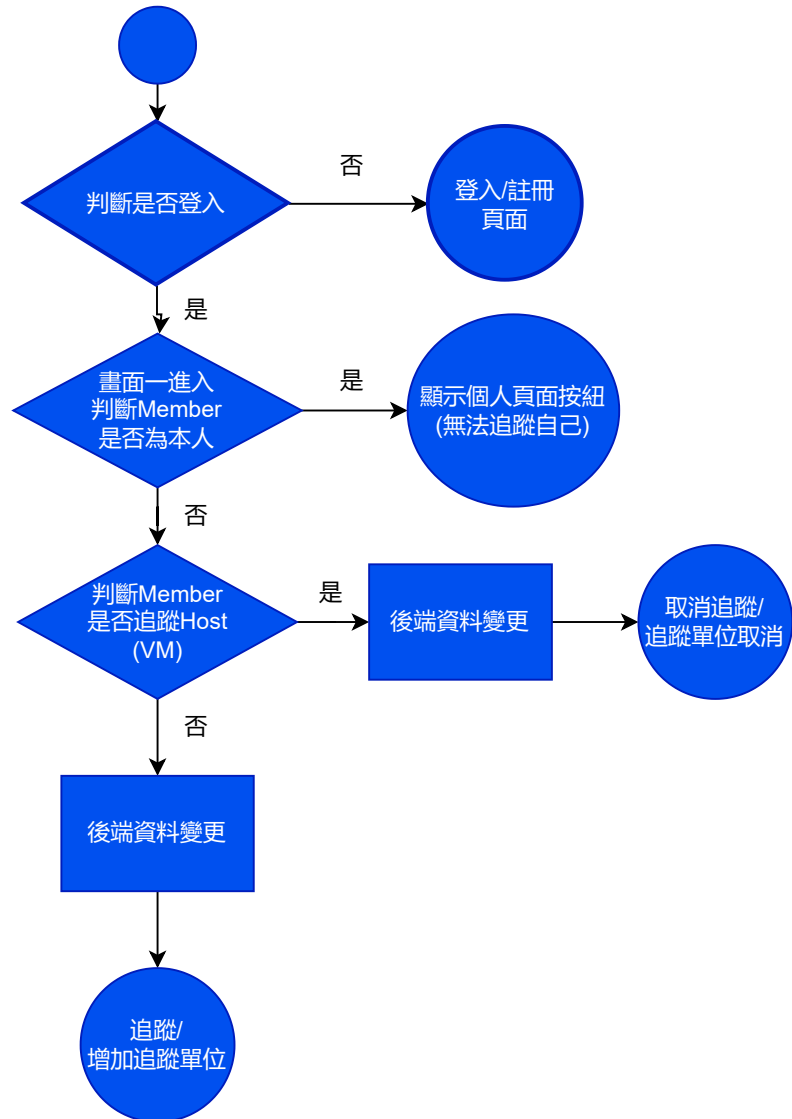 判斷是否登入
否
登入/註冊
頁面
是
畫面一進入
判斷Member
是否為本人
是
顯示個人頁面按鈕
(無法追蹤自己)
否
判斷Member
是否追蹤Host
(VM)
是
後端資料變更
取消追蹤/
追蹤單位取消
否
後端資料變更
追蹤/
增加追蹤單位